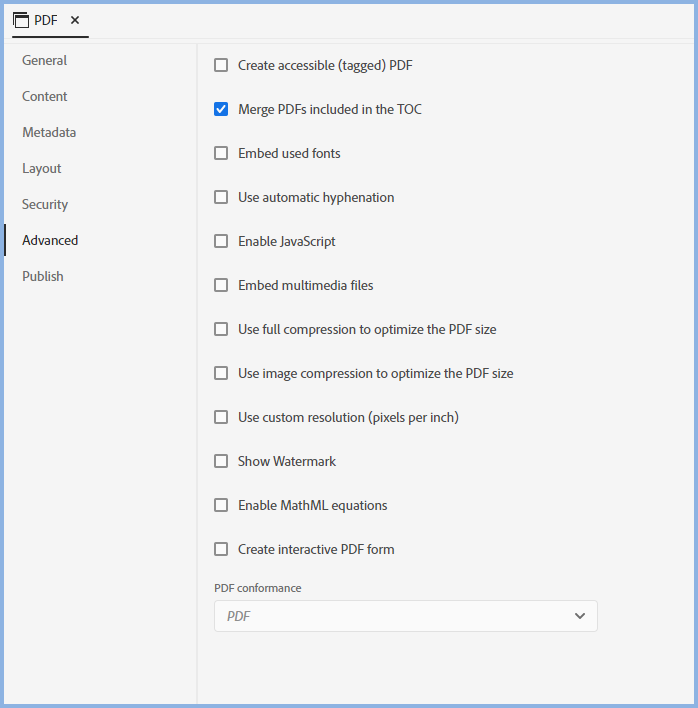 PDF
General
Content
Metadata
Layout
Security
Advanced
Publish
Create accessible (tagged) PDF
Merge PDFs included in the TOC
Embed used fonts
Use automatic hyphenation
Enable JavaScript
Embed multimedia files
Use full compression to optimize the PDF size
Use image compression to optimize the PDF size
Use custom resolution (pixels per inch)
Show Watermark
Enable MathML equations
Create interactive PDF form
PDF conformance
PDF